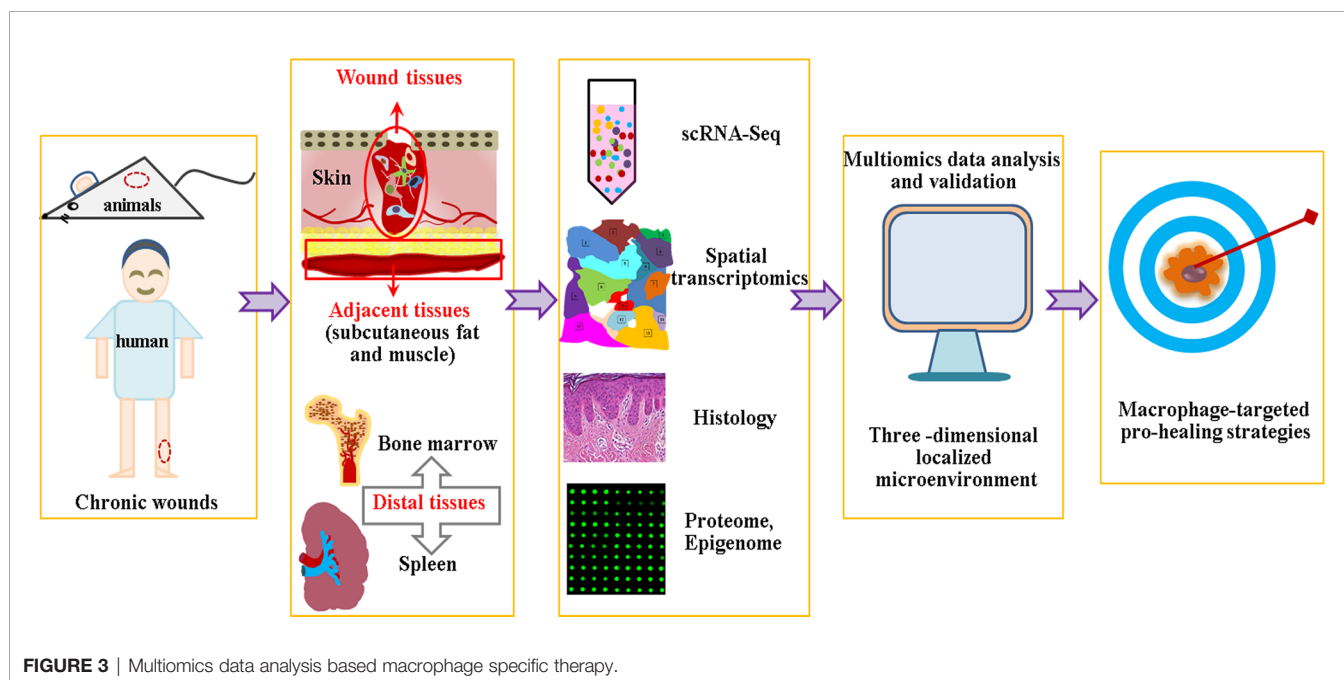 animals
human
Chronic wounds
Wound tissues
Skin
Adjacent tissues
(subcutaneous fat
and muscle)
Bone marrow
Distal tissues
Spleen
scRNA-Seq
Spatial
transcriptomics
Histology
Proteome,
Epigenome
Multiomics data analysis
and validation
Three -dimensional
localized
microenvironment
Macrophage-targeted
pro-healing strategies
FIGURE 3 | Multiomics data analysis based macrophage specific therapy.